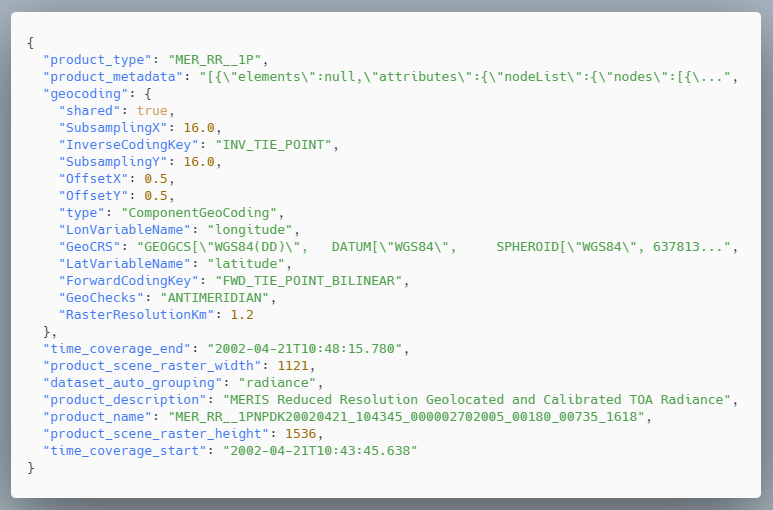 {
  "product_type": "MER_RR__1P",
  "product_metadata": "[{\"elements\":null,\"attributes\":{\"nodeList\":{\"nodes\":[{\...",
  "geocoding": {
    "shared": true,
    "SubsamplingX": 16.0,
    "InverseCodingKey": "INV_TIE_POINT",
    "SubsamplingY": 16.0,
    "OffsetX": 0.5,
    "OffsetY": 0.5,
    "type": "ComponentGeoCoding",
    "LonVariableName": "longitude",
    "GeoCRS": "GEOGCS[\"WGS84(DD)\",   DATUM[\"WGS84\",     SPHEROID[\"WGS84\", 637813...",
    "LatVariableName": "latitude",
    "ForwardCodingKey": "FWD_TIE_POINT_BILINEAR",
    "GeoChecks": "ANTIMERIDIAN",
    "RasterResolutionKm": 1.2
  },
  "time_coverage_end": "2002-04-21T10:48:15.780",
  "product_scene_raster_width": 1121,
  "dataset_auto_grouping": "radiance",
  "product_description": "MERIS Reduced Resolution Geolocated and Calibrated TOA Radiance",
  "product_name": "MER_RR__1PNPDK20020421_104345_000002702005_00180_00735_1618",
  "product_scene_raster_height": 1536,
  "time_coverage_start": "2002-04-21T10:43:45.638"
}